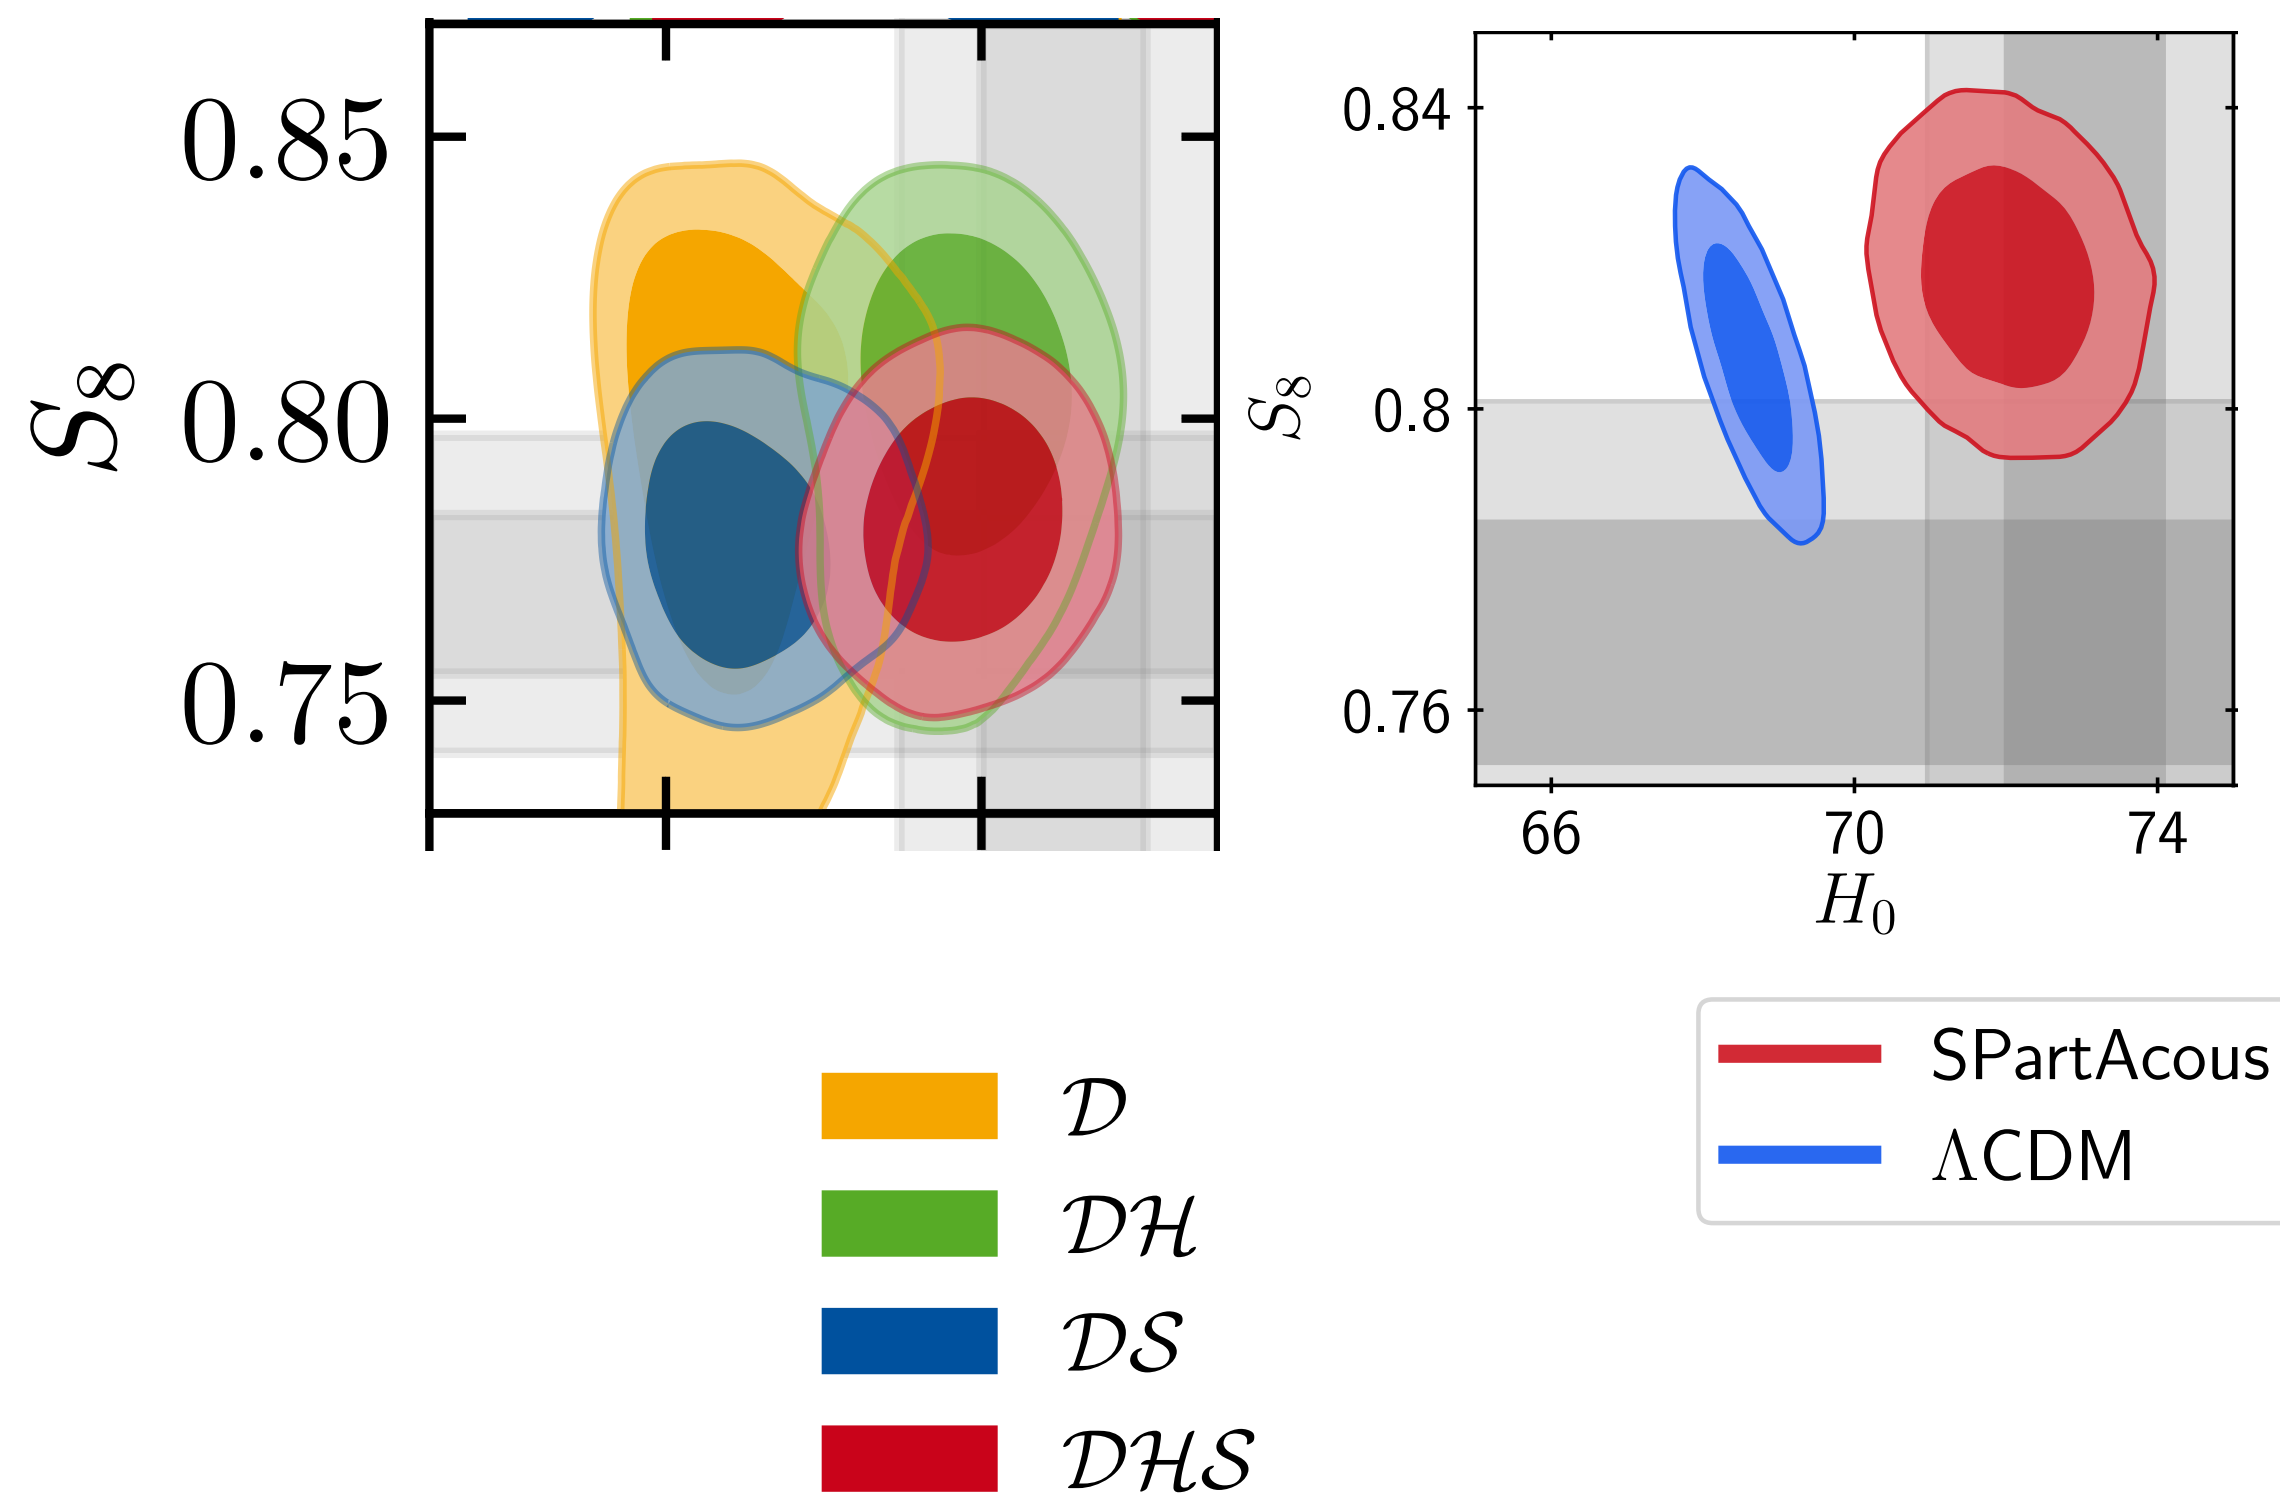 0.85
0.80
0.75
S₈
0.84
0.8
0.76
S₈
66 70 74
H₀
SPartAcous
ΛCDM
𝒟
𝒟ℋ
𝒟𝒮
𝒟ℋ𝒮